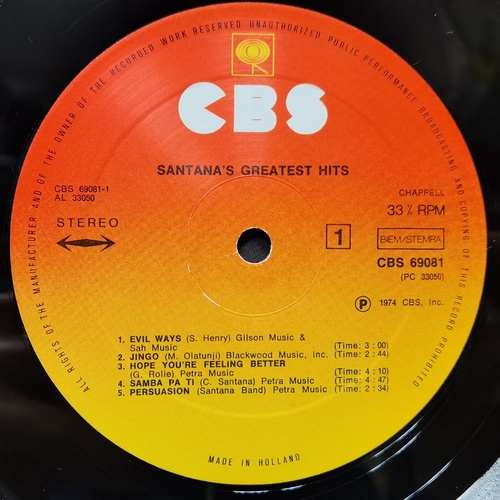 ALL RIGHTS OF THE MANUFACTURER AND OF THE OWNER OF THE RECORDED WORK RESERVED UNAUTHORIZED PUBLIC PERFORMANCE BROADCASTING AND COPYING OF THIS RECORD PROHIBITED
CBS
SANTANA'S GREATEST HITS
CBS 69081-1
AL 33050
STEREO
CHAPPELL
33⅓ RPM
1
BIEM/STEMRA
CBS 69081
(PC 33050)
Ⓟ 1974 CBS, Inc.
1. EVIL WAYS (S. Henry) Gilson Music &
Sah Music (Time: 3:00)
2. JINGO (M. Olatunji) Blackwood Music, Inc. (Time: 2:44)
3. HOPE YOU'RE FEELING BETTER
(G. Rolie) Petra Music (Time: 4:10)
4. SAMBA PA TI (C. Santana) Petra Music (Time: 4:47)
5. PERSUASION (Santana Band) Petra Music (Time: 2:34)
MADE IN HOLLAND